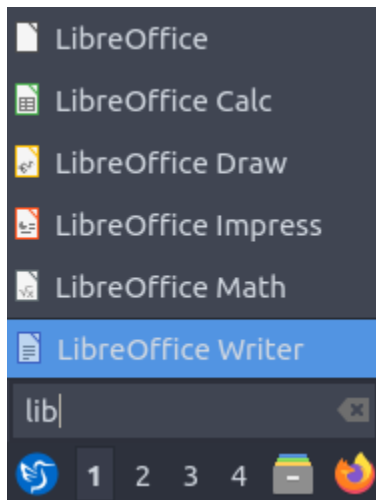 LibreOffice
LibreOffice Calc
LibreOffice Draw
LibreOffice Impress
LibreOffice Math
LibreOffice Writer
lib
1 2 3 4